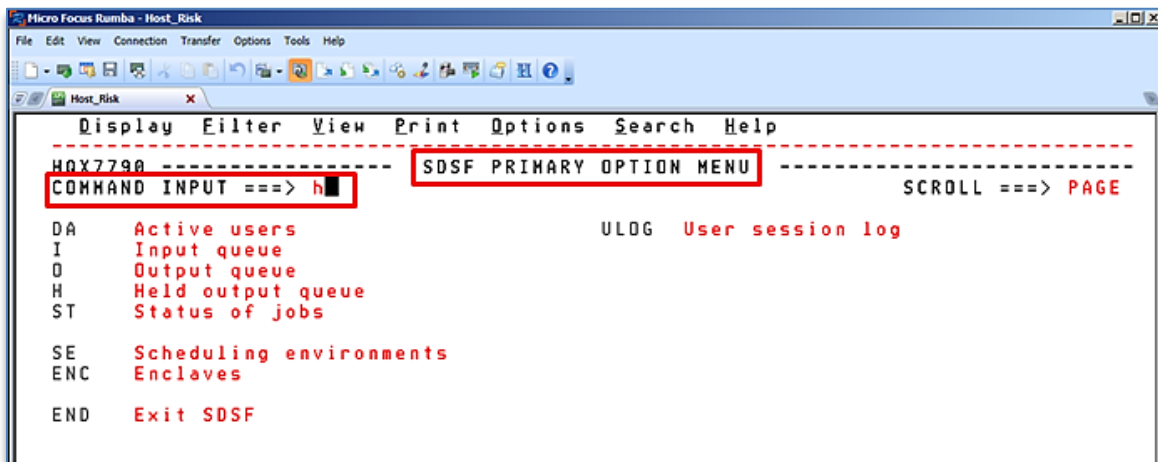 Micro Focus Rumba - Host_Risk
File Edit View Connection Transfer Options Tools Help
Host_Risk x
Display Filter View Print Options Search Help
HQX7790 ----------------- SDSF PRIMARY OPTION MENU --------------------------
COMMAND INPUT ===> h SCROLL ===> PAGE
DA Active users ULOG User session log
I Input queue
O Output queue
H Held output queue
ST Status of jobs
SE Scheduling environments
ENC Enclaves
END Exit SDSF